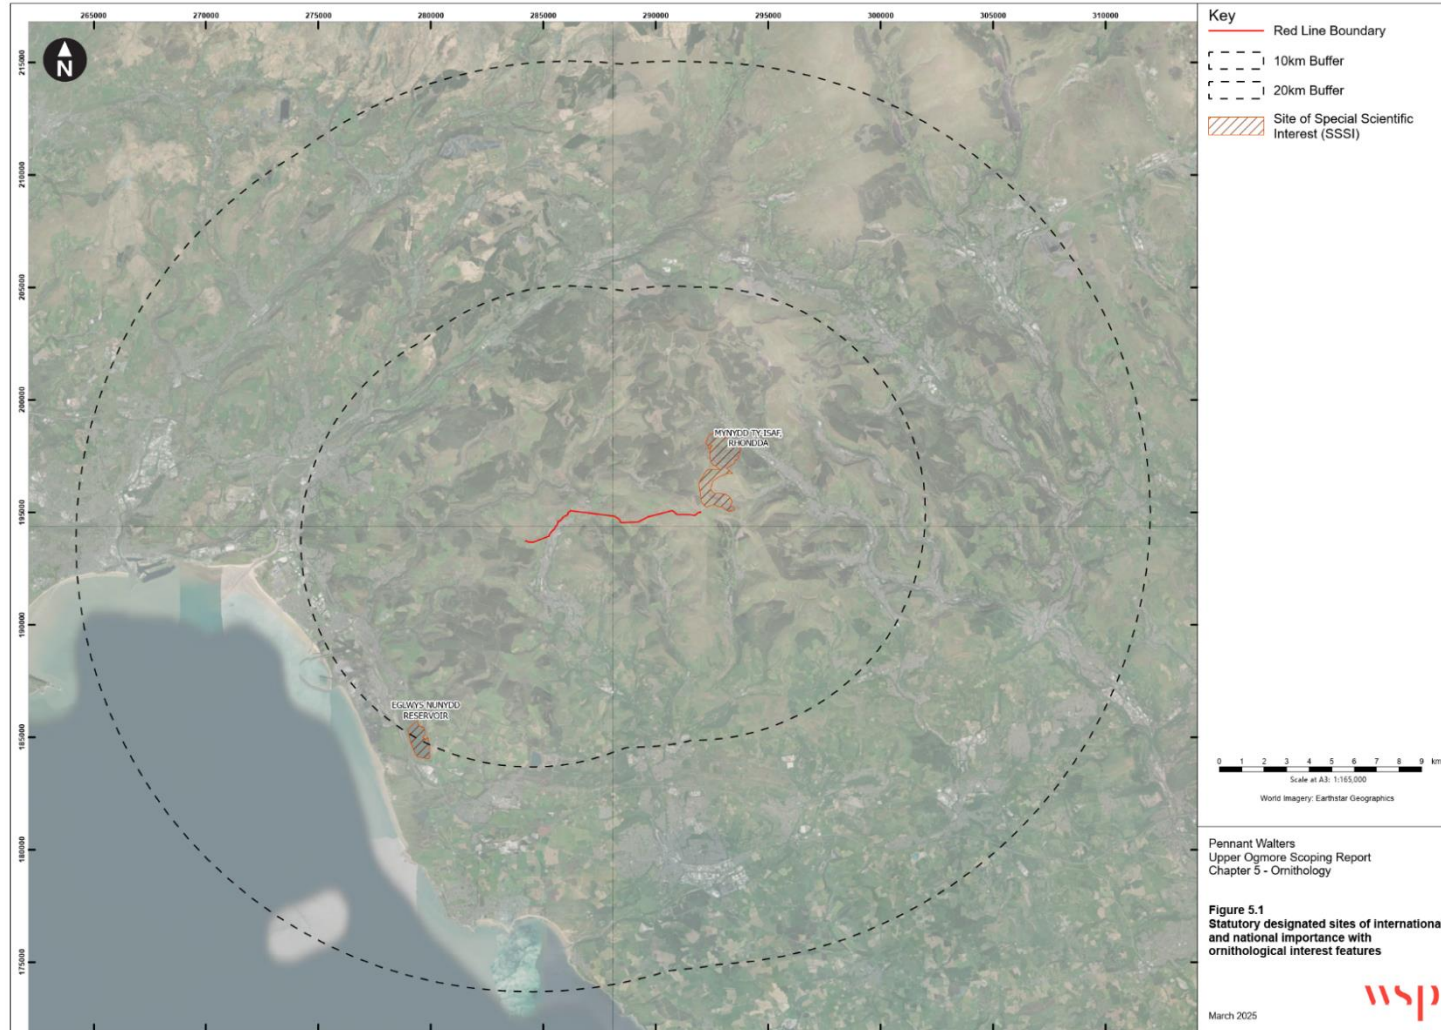 265000 270000 275000 280000 285000 290000 295000 300000 305000 310000
215000
210000
205000
200000
195000
190000
185000
180000
175000
N
MYNYDD TY ISAF,
RHONDDA
EGLWYS NUNYDD
RESERVOIR
Key
Red Line Boundary
10km Buffer
20km Buffer
Site of Special Scientific
Interest (SSSI)
0 1 2 3 4 5 6 7 8 9 km
Scale at A3: 1:165,000
World Imagery: Earthstar Geographics
Pennant Walters
Upper Ogmore Scoping Report
Chapter 5 - Ornithology
Figure 5.1
Statutory designated sites of internationa
and national importance with
ornithological interest features
March 2025
wsp